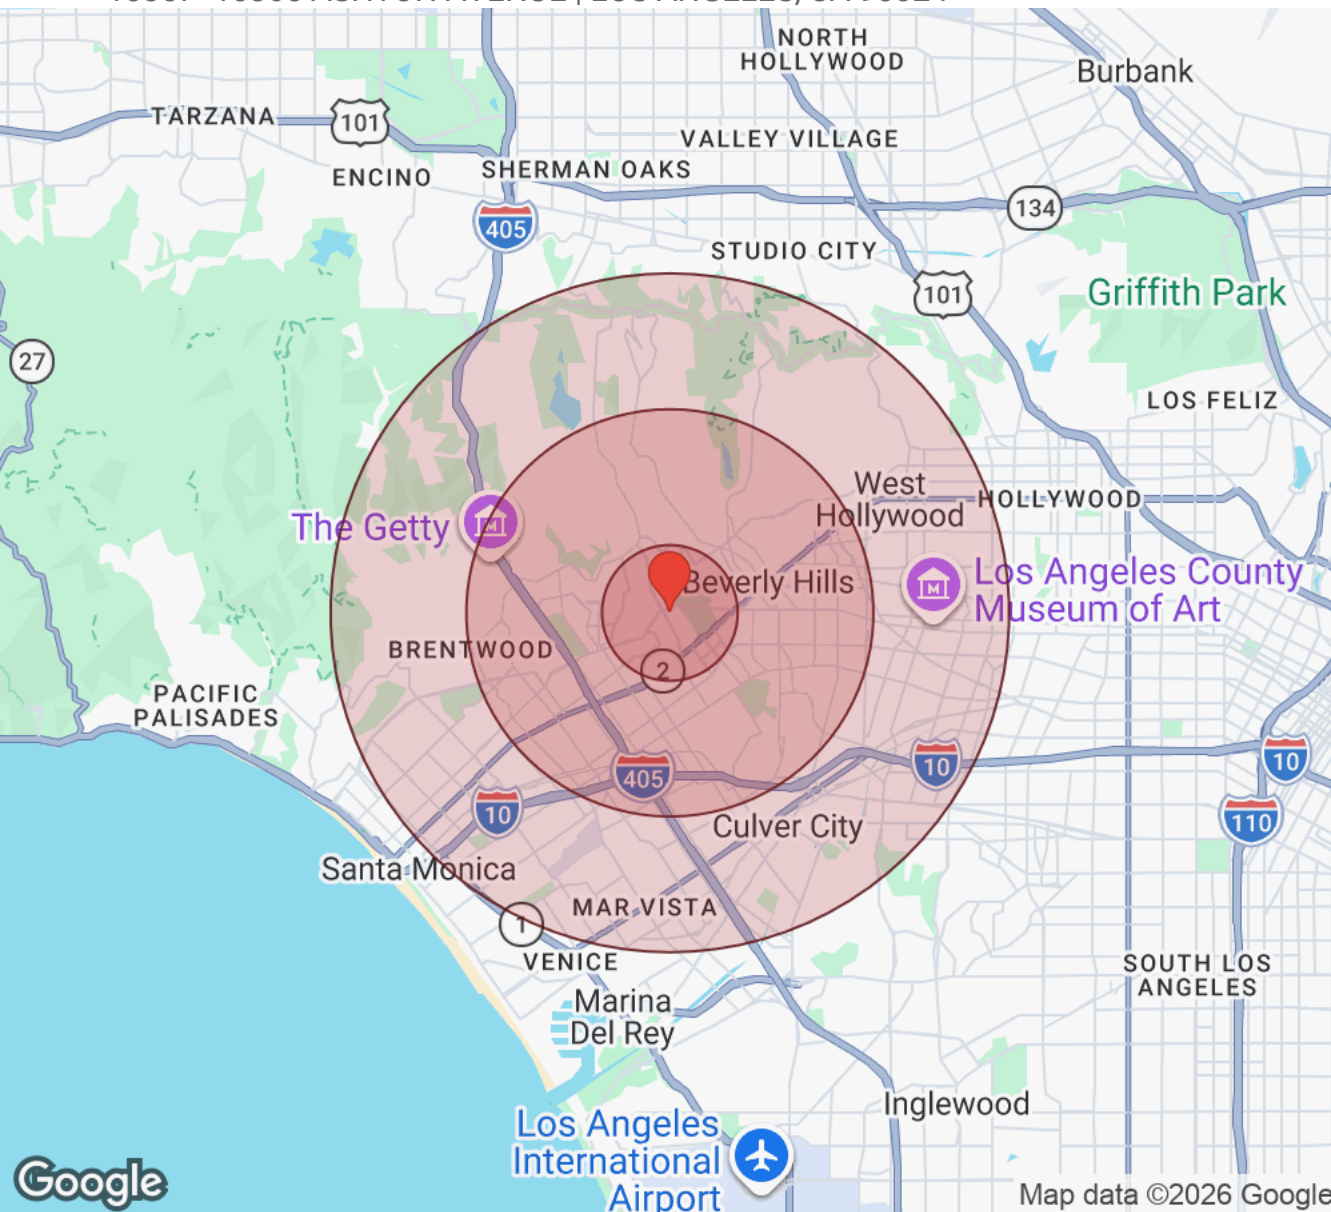 NORTH
HOLLYWOOD
Burbank
TARZANA
101
VALLEY VILLAGE
ENCINO
SHERMAN OAKS
134
405
STUDIO CITY
101
Griffith Park
27
LOS FELIZ
West
Hollywood
HOLLYWOOD
The Getty
M
Beverly Hills
M
Los Angeles County
Museum of Art
BRENTWOOD
2
PACIFIC
PALISADES
405
10
10
10
110
Culver City
Santa Monica
MAR VISTA
1
VENICE
SOUTH LOS
ANGELES
Marina
Del Rey
Inglewood
Los Angeles
International
Airport
Google
Map data ©2026 Google